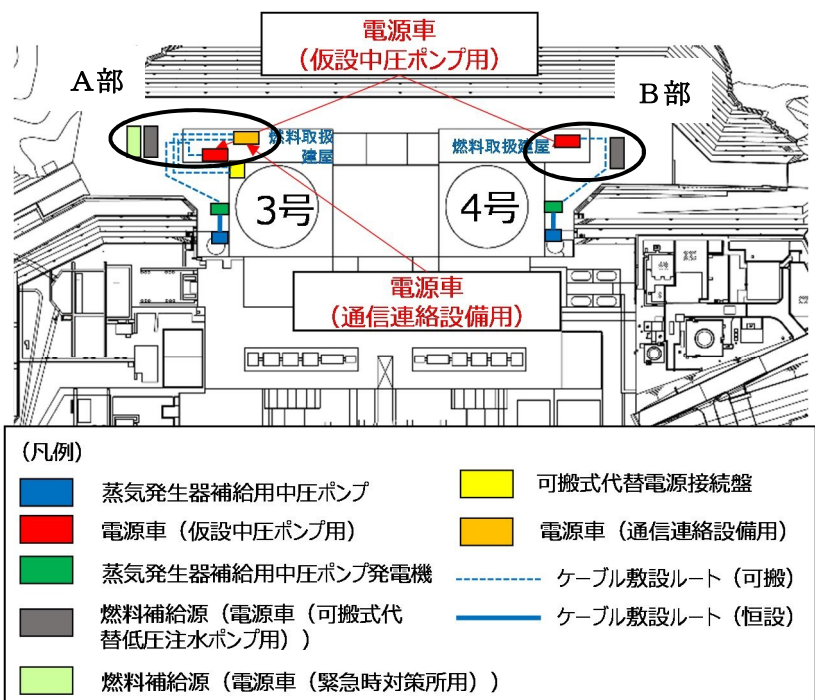 電源車
（仮設中圧ポンプ用）
A部
B部
燃料取扱
建屋
燃料取扱建屋
3号
4号
電源車
（通信連絡設備用）
（凡例）
蒸気発生器補給用中圧ポンプ
電源車（仮設中圧ポンプ用）
蒸気発生器補給用中圧ポンプ発電機
燃料補給源（電源車（可搬式代
替低圧注水ポンプ用））
燃料補給源（電源車（緊急時対策所用））
可搬式代替電源接続盤
電源車（通信連絡設備用）
ケーブル敷設ルート（可搬）
ケーブル敷設ルート（恒設）